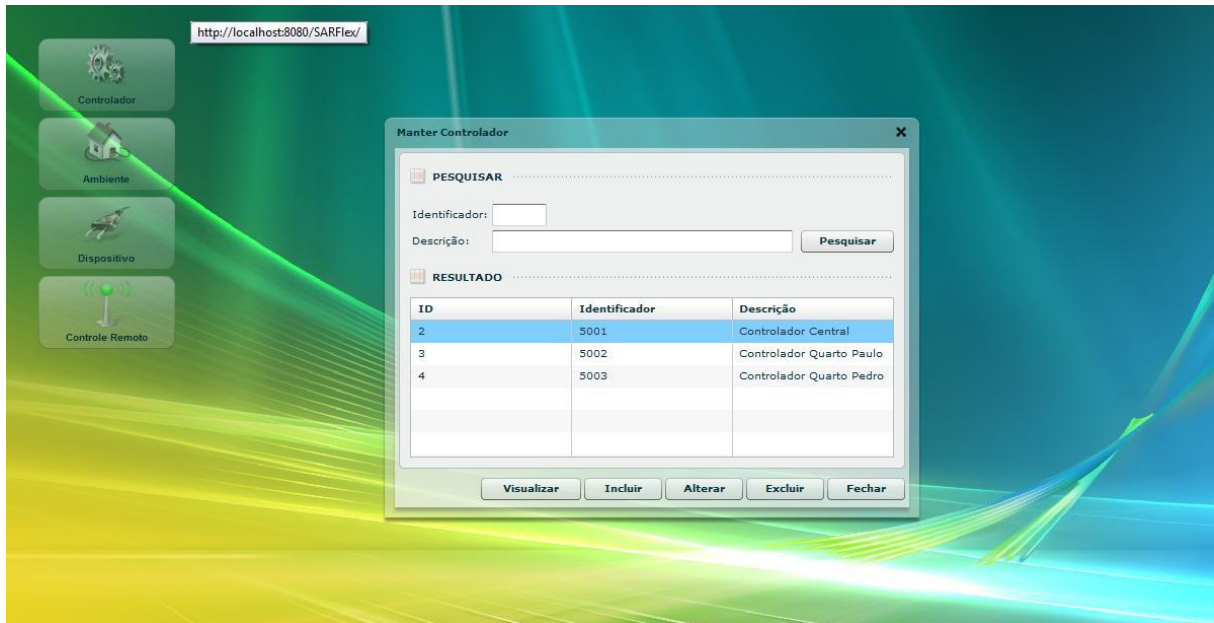 http://localhost:8080/SARFlex/
Controlador
Ambiente
Dispositivo
Controle Remoto
Manter Controlador
PESQUISAR
Identificador:
Descrição:
Pesquisar
RESULTADO
ID Identificador Descrição
2 5001 Controlador Central
3 5002 Controlador Quarto Paulo
4 5003 Controlador Quarto Pedro
Visualizar Incluir Alterar Excluir Fechar